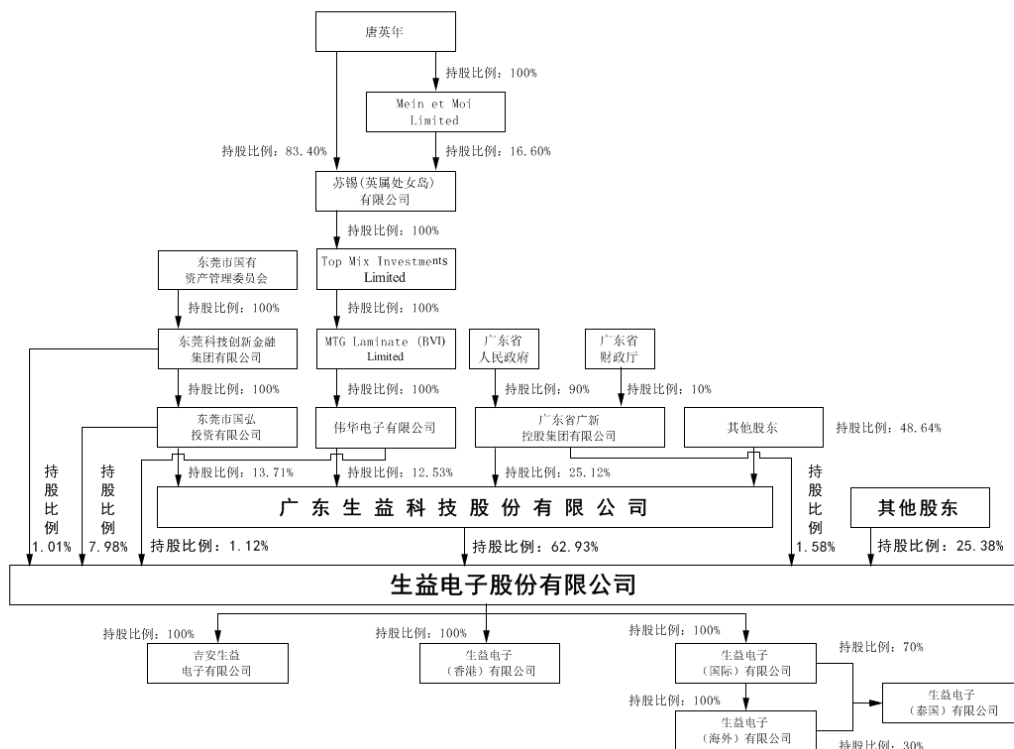 唐英年
持股比例：100%
Mein et Moi
Limited
持股比例：83.40%
持股比例：16.60%
苏锡(英属处女岛)
有限公司
持股比例：100%
东莞市国有
资产管理委员会
Top Mix Investments
Limited
持股比例：100%
持股比例：100%
东莞科技创新金融
集团有限公司
MTG Laminate (BVI)
Limited
广东省
人民政府
广东省
财政厅
持股比例：100%
持股比例：100%
持股比例：90%
持股比例：10%
东莞市国弘
投资有限公司
伟华电子有限公司
广东省广新
控股集团有限公司
其他股东
持股比例：48.64%
持股比例：13.71%
持股比例：12.53%
持股比例：25.12%
广东生益科技股份有限公司
其他股东
持股比例
1.01%
持股比例
7.98%
持股比例：1.12%
持股比例：62.93%
持股比例
1.58%
持股比例：25.38%
生益电子股份有限公司
持股比例：100%
持股比例：100%
持股比例：100%
吉安生益
电子有限公司
生益电子
（香港）有限公司
生益电子
（国际）有限公司
持股比例：70%
持股比例：100%
生益电子
（泰国）有限公司
生益电子
（海外）有限公司
持股比例：30%